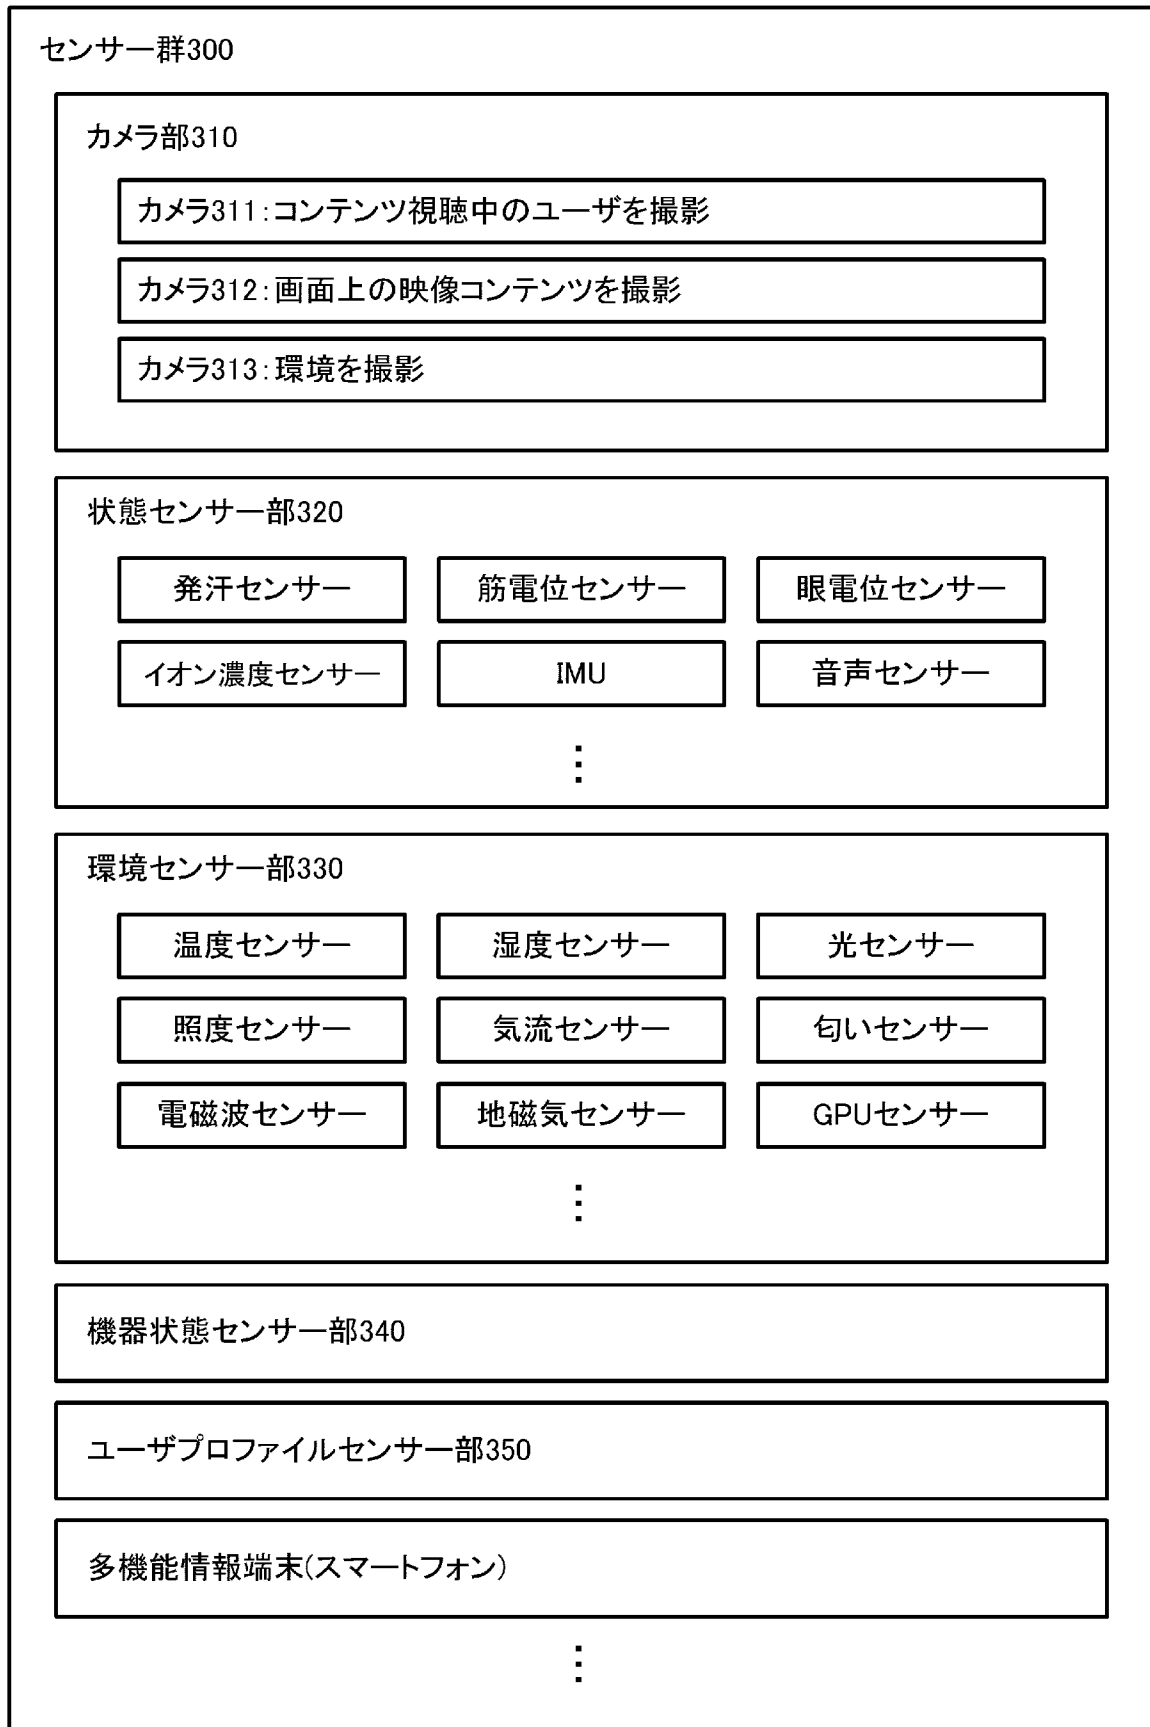 センサー群300
カメラ部310
カメラ311:コンテンツ視聴中のユーザを撮影
カメラ312:画面上の映像コンテンツを撮影
カメラ313:環境を撮影
状態センサー部320
発汗センサー
筋電位センサー
眼電位センサー
イオン濃度センサー
IMU
音声センサー
環境センサー部330
温度センサー
湿度センサー
光センサー
照度センサー
気流センサー
匂いセンサー
電磁波センサー
地磁気センサー
GPUセンサー
機器状態センサー部340
ユーザプロファイルセンサー部350
多機能情報端末(スマートフォン)